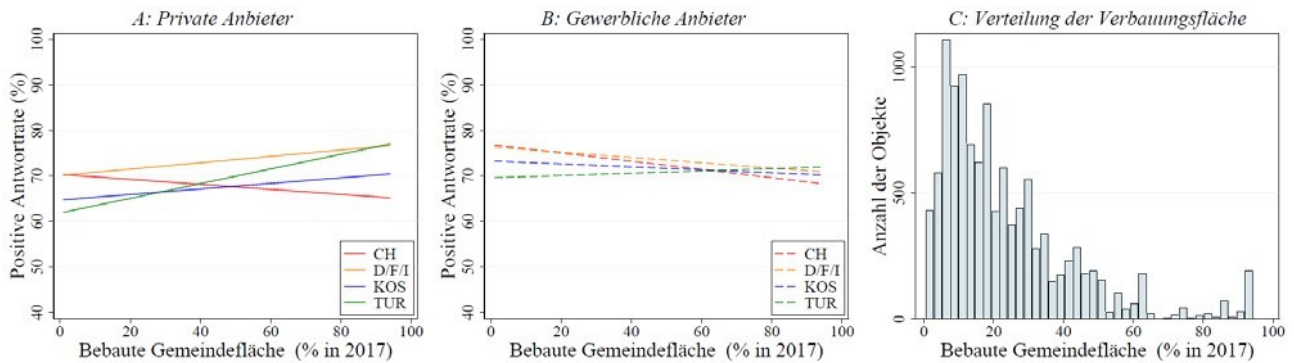 A: Private Anbieter
Positive Antwortrate (%)
100
90
80
70
60
50
40
0 20 40 60 80 100
Bebaute Gemeindefläche (% in 2017)
CH
D/F/I
KOS
TUR
B: Gewerbliche Anbieter
Positive Antwortrate (%)
100
90
80
70
60
50
40
0 20 40 60 80 100
Bebaute Gemeindefläche (% in 2017)
CH
D/F/I
KOS
TUR
C: Verteilung der Verbauungsfläche
Anzahl der Objekte
1000
500
0
0 20 40 60 80 100
Bebaute Gemeindefläche (% in 2017)